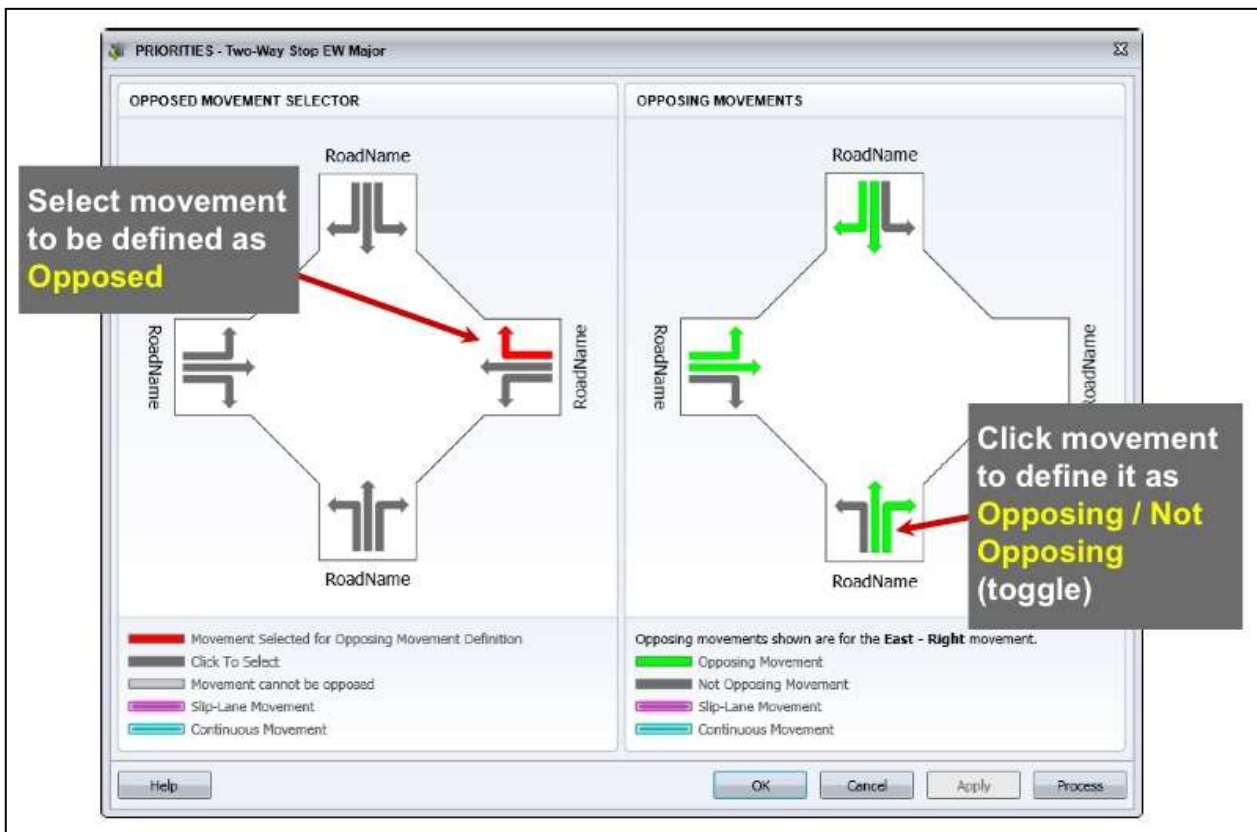 PRIORITIES - Two-Way Stop EW Major
OPPOSED MOVEMENT SELECTOR
RoadName
Select movement
to be defined as
Opposed
RoadName
RoadName
RoadName
Movement Selected for Opposing Movement Definition
Click To Select
Movement cannot be opposed
Slip-Lane Movement
Continuous Movement
OPPOSING MOVEMENTS
RoadName
RoadName
RoadName
Click movement
to define it as
Opposing / Not
Opposing
(toggle)
RoadName
Opposing movements shown are for the East - Right movement.
Opposing Movement
Not Opposing Movement
Slip-Lane Movement
Continuous Movement
Help
OK
Cancel
Apply
Process